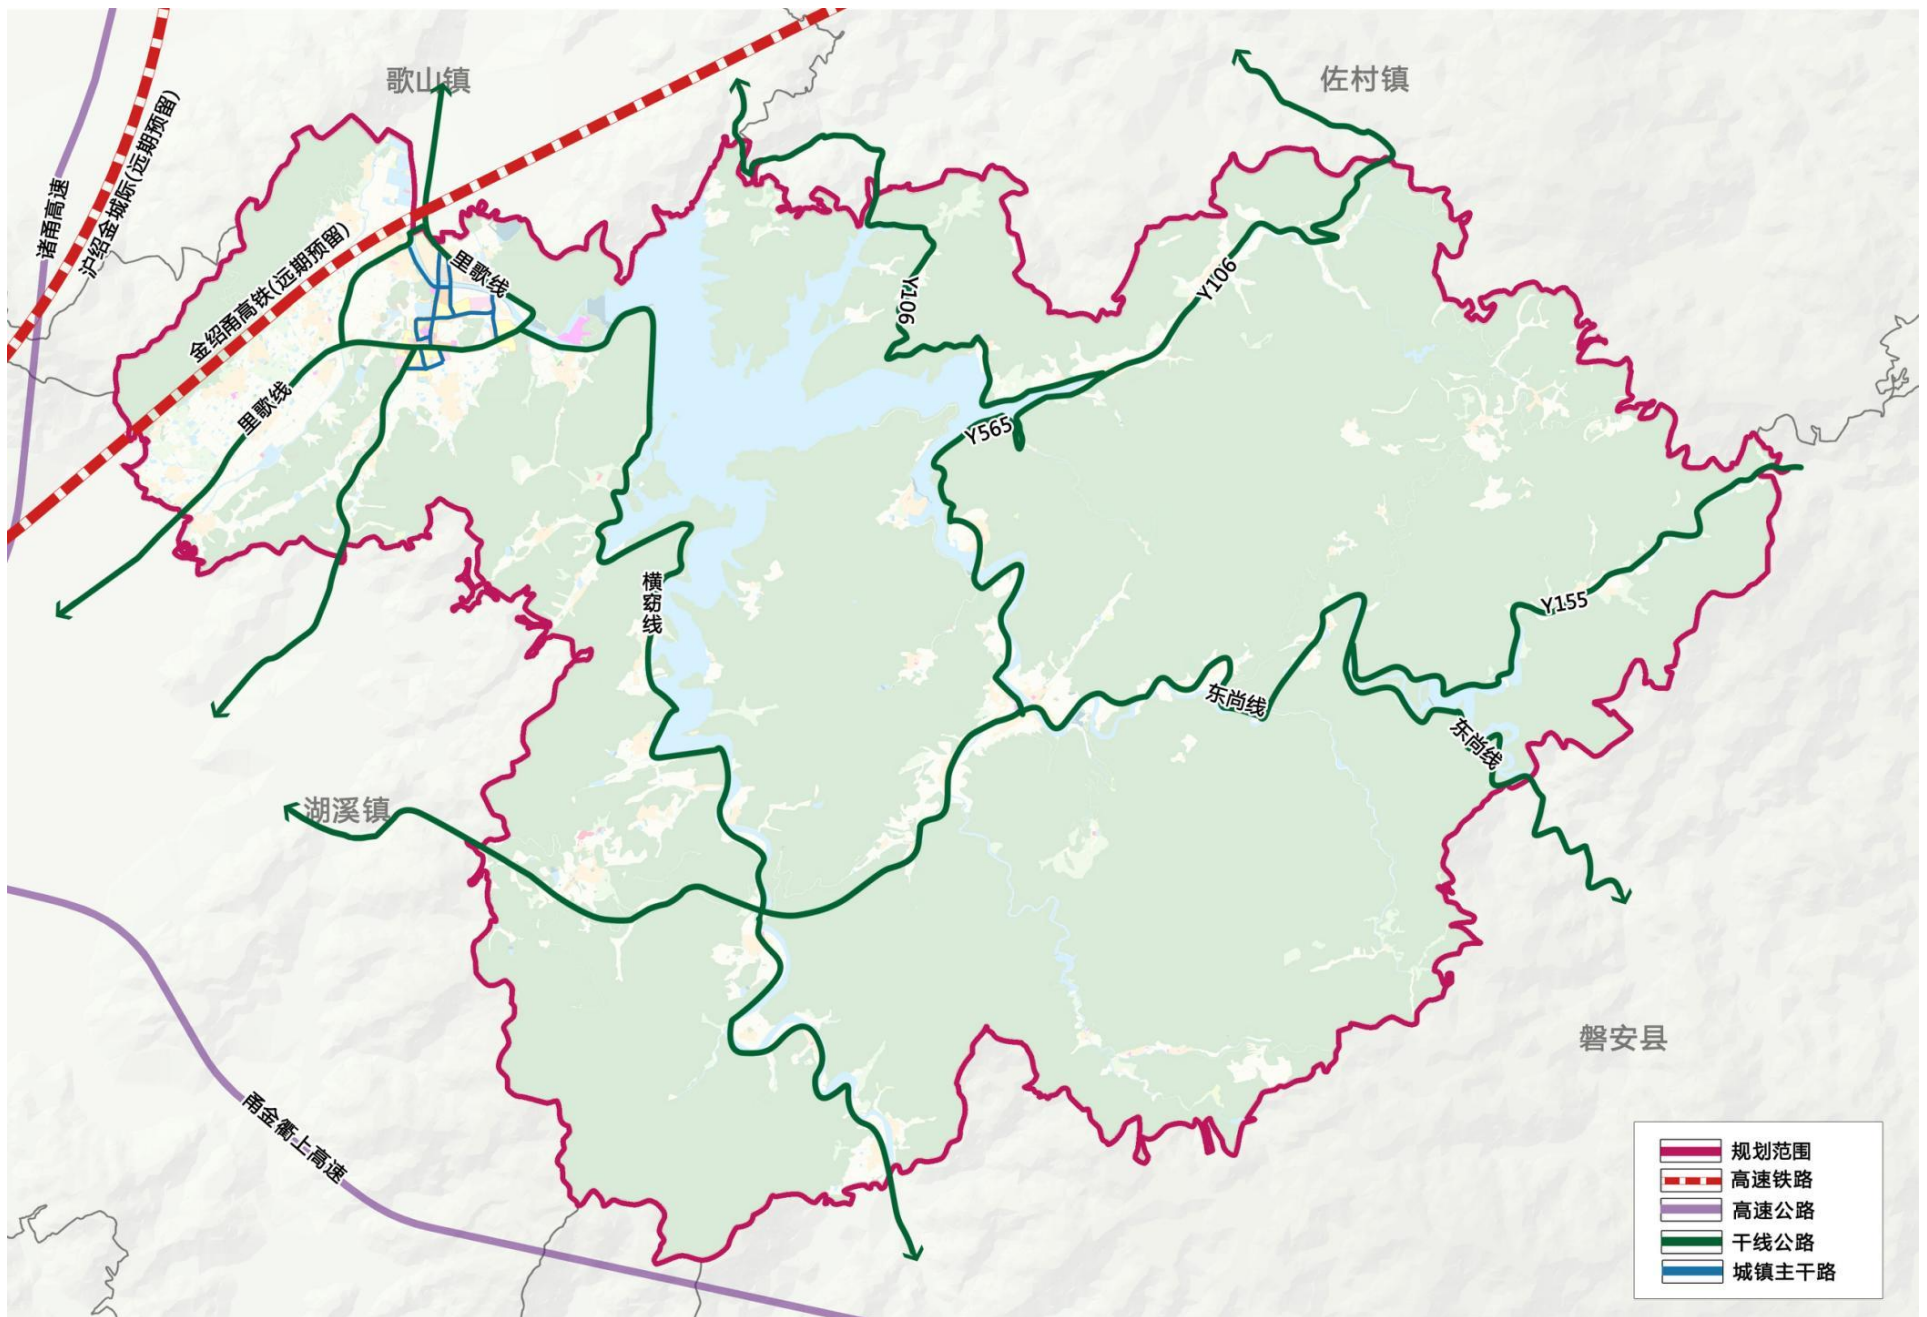 歌山镇
佐村镇
诸甬高速
沪绍金城际(远期预留)
金绍甬高铁(远期预留)
里歌线
Y106
Y106
里歌线
Y565
横窈线
Y155
东尚线
东尚线
湖溪镇
磐安县
甬金衢上高速
规划范围
高速铁路
高速公路
干线公路
城镇主干路